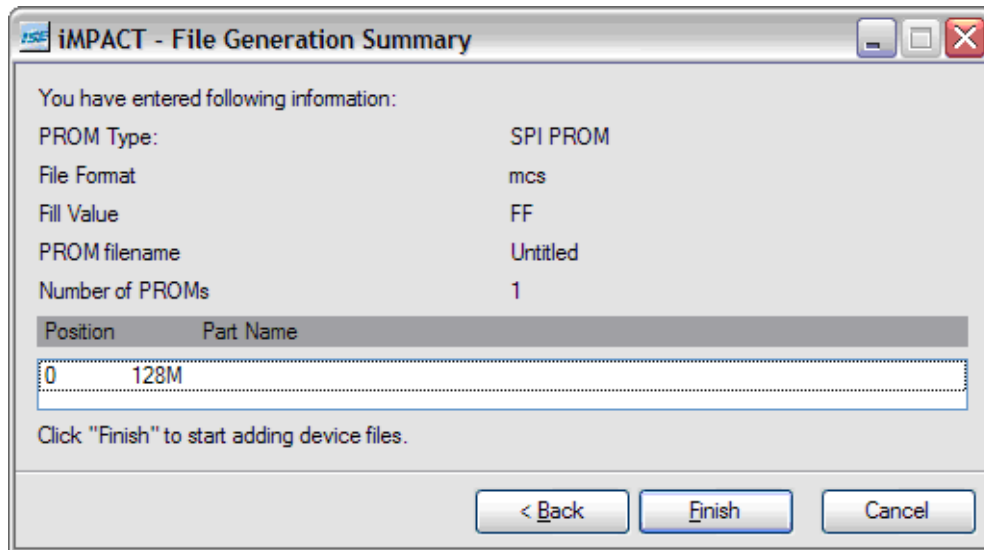 ISE iMPACT - File Generation Summary
You have entered following information:
PROM Type: SPI PROM
File Format mcs
Fill Value FF
PROM filename Untitled
Number of PROMs 1
Position Part Name
0 128M
Click "Finish" to start adding device files.
< Back Finish Cancel